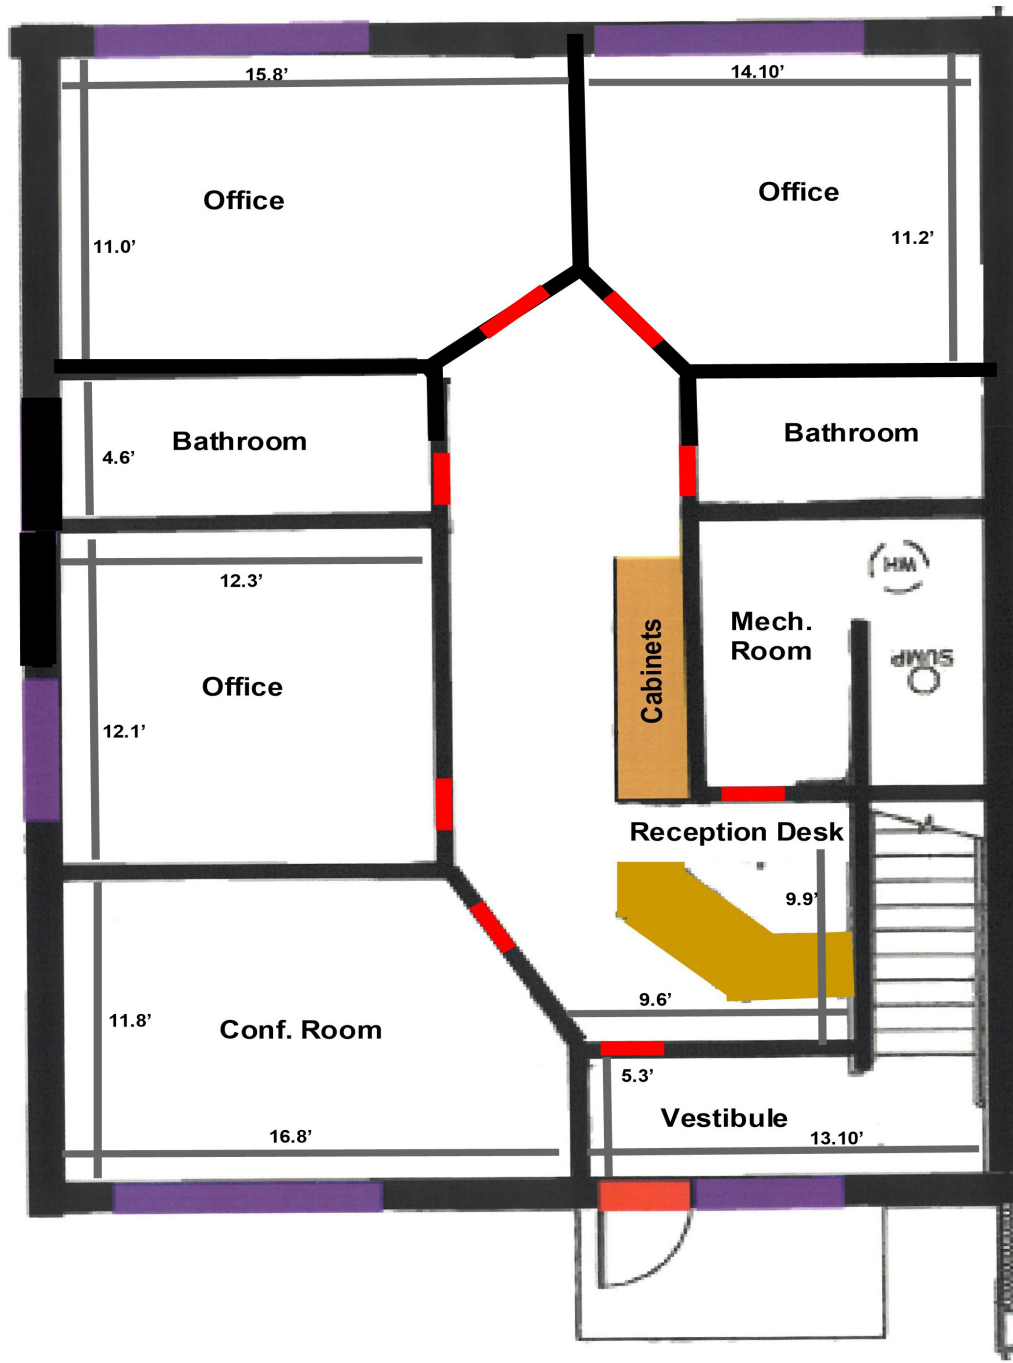 15.8’
14.10’
Office
Office
11.0’
11.2’
Bathroom
Bathroom
4.6’
WH
12.3’
Mech.
Room
Cabinets
SUMP
Office
12.1’
Reception Desk
9.9’
9.6’
11.8’
Conf. Room
5.3’
Vestibule
16.8’
13.10’